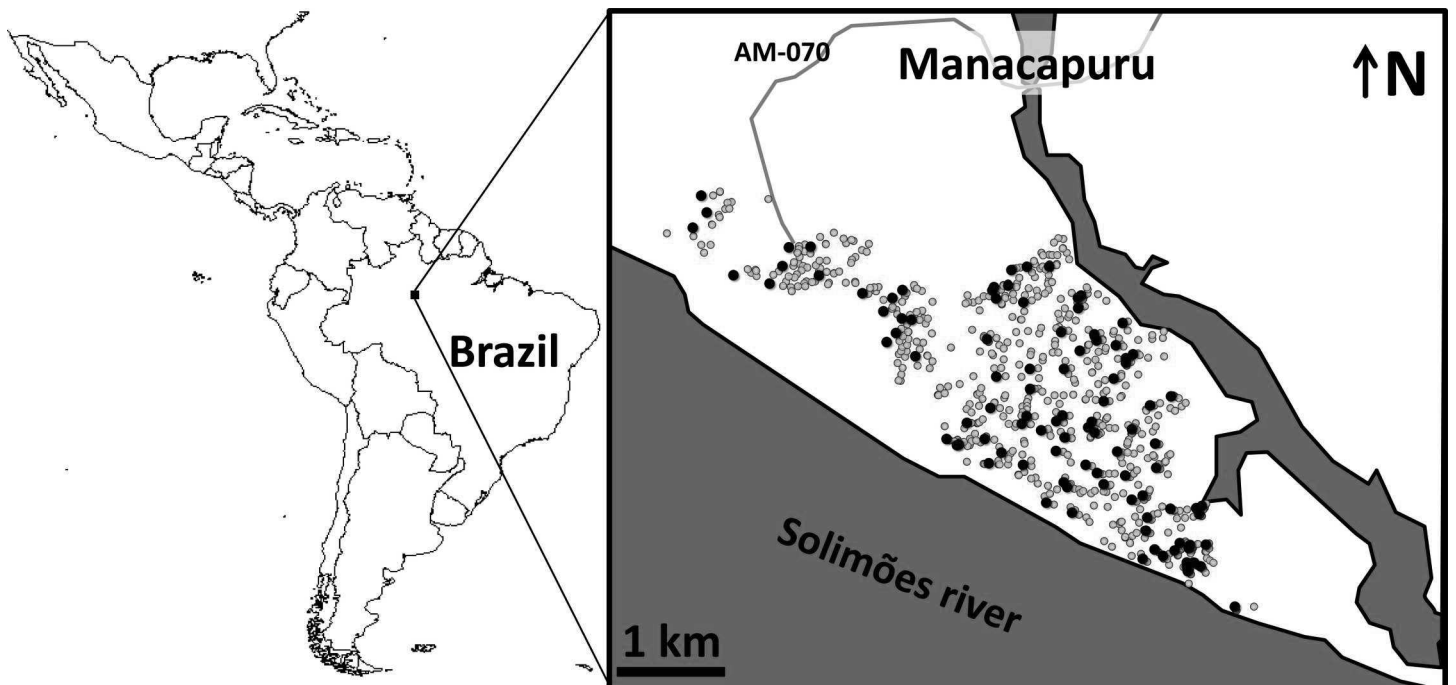 Brazil
AM-070
Manacapuru
↑N
Solimões river
1 km